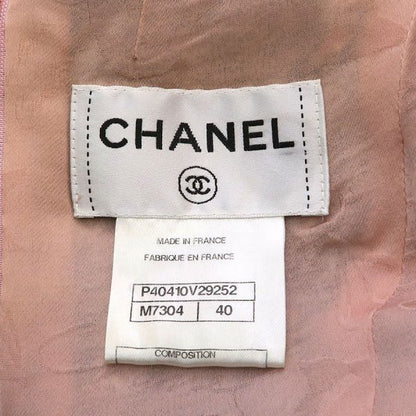 CHANEL
MADE IN FRANCE
FABRIQUE EN FRANCE
P40410V29252
M7304 40
COMPOSITION